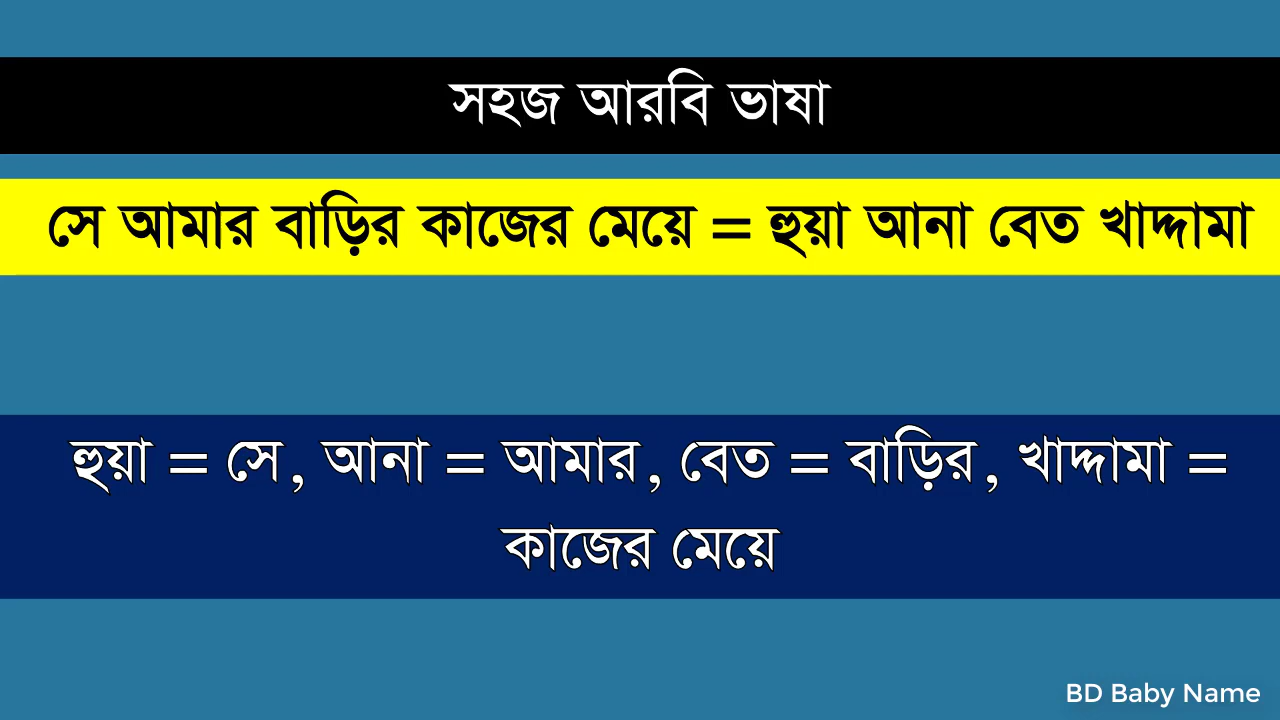 সহজ আরবি ভাষা
সে আমার বাড়ির কাজের মেয়ে = হুয়া আনা বেত খাদ্দামা
হুয়া = সে, আনা = আমার, বেত = বাড়ির, খাদ্দামা =
কাজের মেয়ে
BD Baby Name